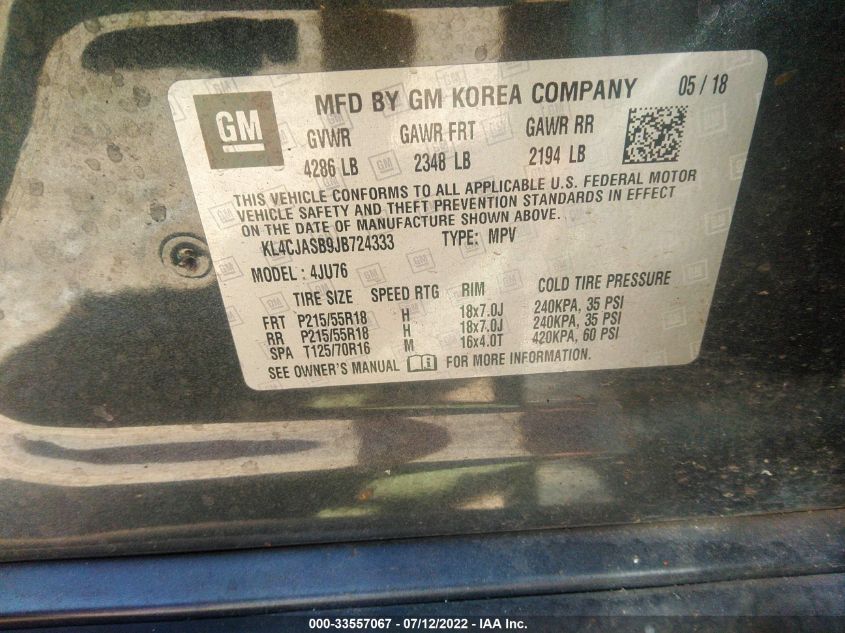 GM
MFD BY GM KOREA COMPANY 05 / 18
GVWR GAWR FRT GAWR RR
4286 LB 2348 LB 2194 LB
THIS VEHICLE CONFORMS TO ALL APPLICABLE U.S. FEDERAL MOTOR
VEHICLE SAFETY AND THEFT PREVENTION STANDARDS IN EFFECT
ON THE DATE OF MANUFACTURE SHOWN ABOVE.
KL4CJASB9JB724333 TYPE: MPV
MODEL : 4JU76
TIRE SIZE SPEED RTG RIM COLD TIRE PRESSURE
FRT P215/55R18 H 18x7.0J 240KPA, 35 PSI
RR P215/55R18 H 18x7.0J 240KPA, 35 PSI
SPA T125/70R16 M 16x4.0T 420KPA, 60 PSI
SEE OWNER'S MANUAL FOR MORE INFORMATION.
000-33557067 - 07/12/2022 - IAA Inc.